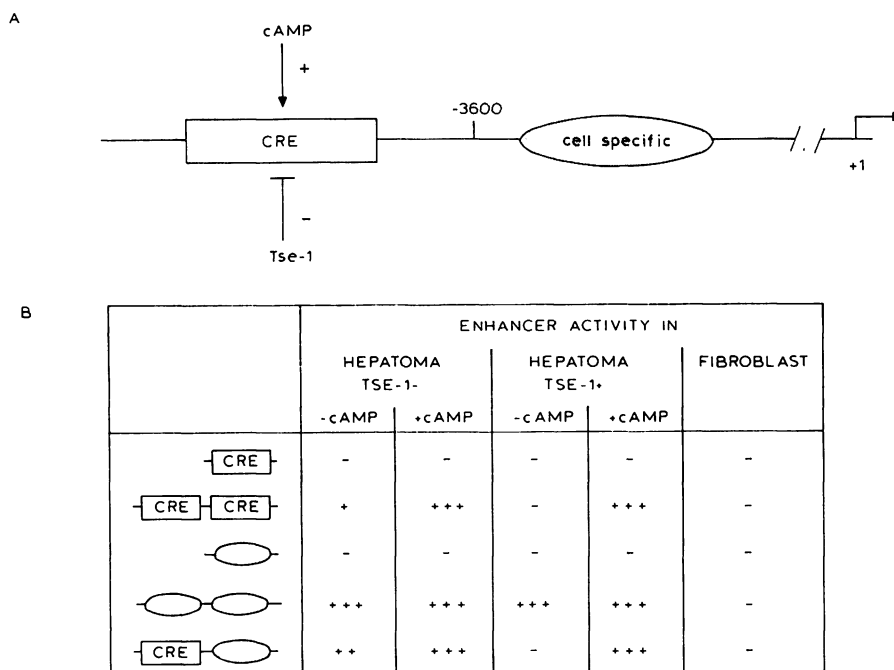 A
cAMP
+
-3600
CRE
cell specific
+1
-
Tse-1
B
ENHANCER ACTIVITY IN
HEPATOMA TSE-1-
HEPATOMA TSE-1+
FIBROBLAST
-cAMP +cAMP -cAMP +cAMP
CRE - - - - -
CRE CRE + +++ - +++ -
- - - - -
+++ +++ +++ +++ -
CRE ++ +++ - +++ -